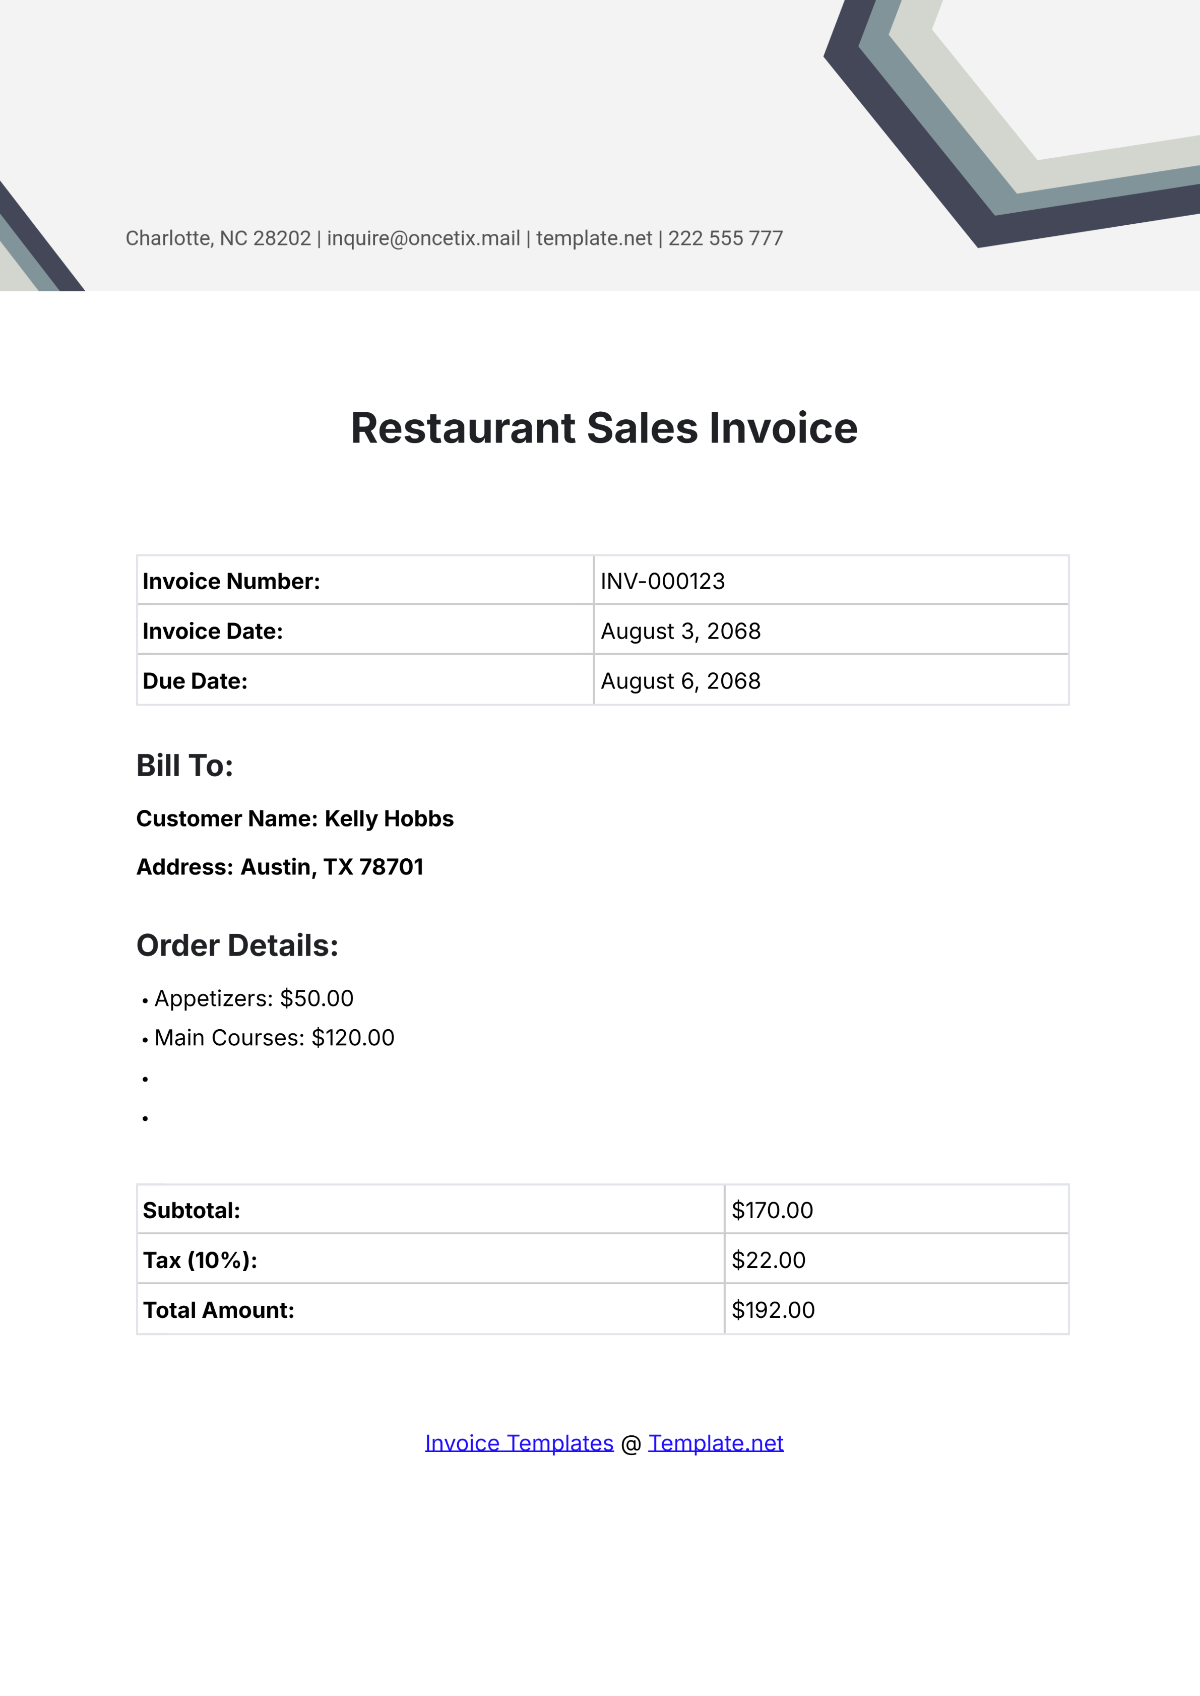 Charlotte, NC 28202 | inquire@oncetix.mail | template.net | 222 555 777
Restaurant Sales Invoice
Invoice Number: INV-000123
Invoice Date: August 3, 2068
Due Date: August 6, 2068
Bill To:
Customer Name: Kelly Hobbs
Address: Austin, TX 78701
Order Details:
• Appetizers: $50.00
• Main Courses: $120.00
•
•
Subtotal: $170.00
Tax (10%): $22.00
Total Amount: $192.00
Invoice Templates @ Template.net